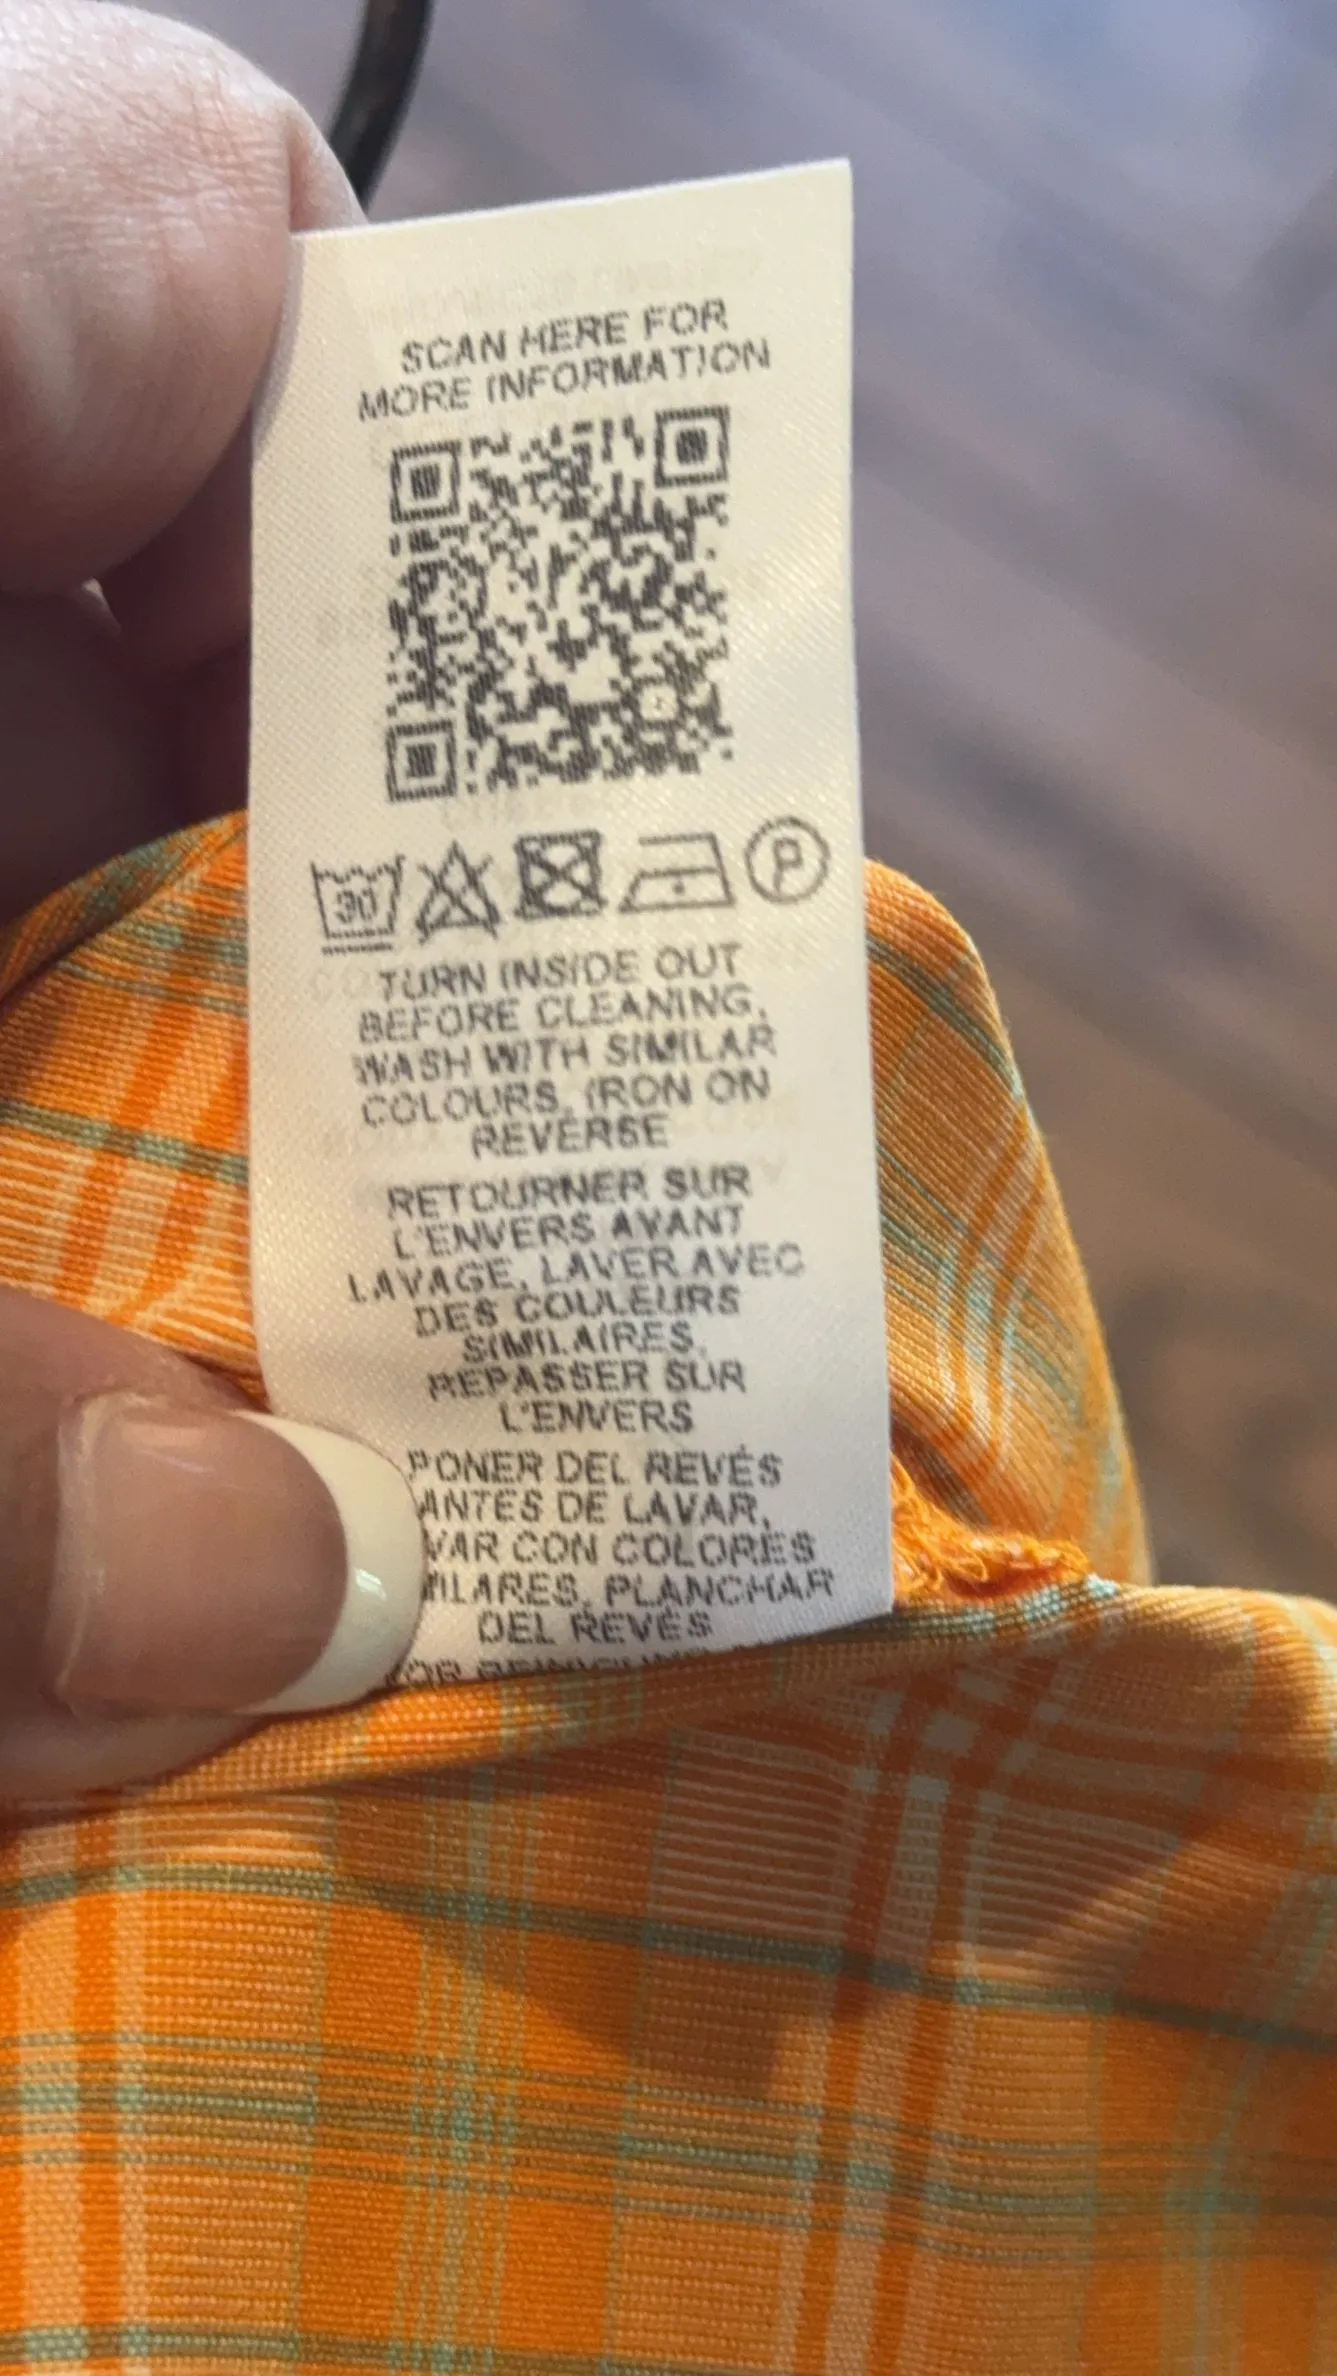 SCAN HERE FOR
MORE INFORMATION
30
P
TURN INSIDE OUT
BEFORE CLEANING,
WASH WITH SIMILAR
COLOURS, IRON ON
REVERSE
RETOURNER SUR
L'ENVERS AVANT
LAVAGE, LAVER AVEC
DES COULEURS
SIMILAIRES,
REPASSER SUR
L'ENVERS
PONER DEL REVÉS
ANTES DE LAVAR,
VAR CON COLORES
ILARES, PLANCHAR
DEL REVÉS